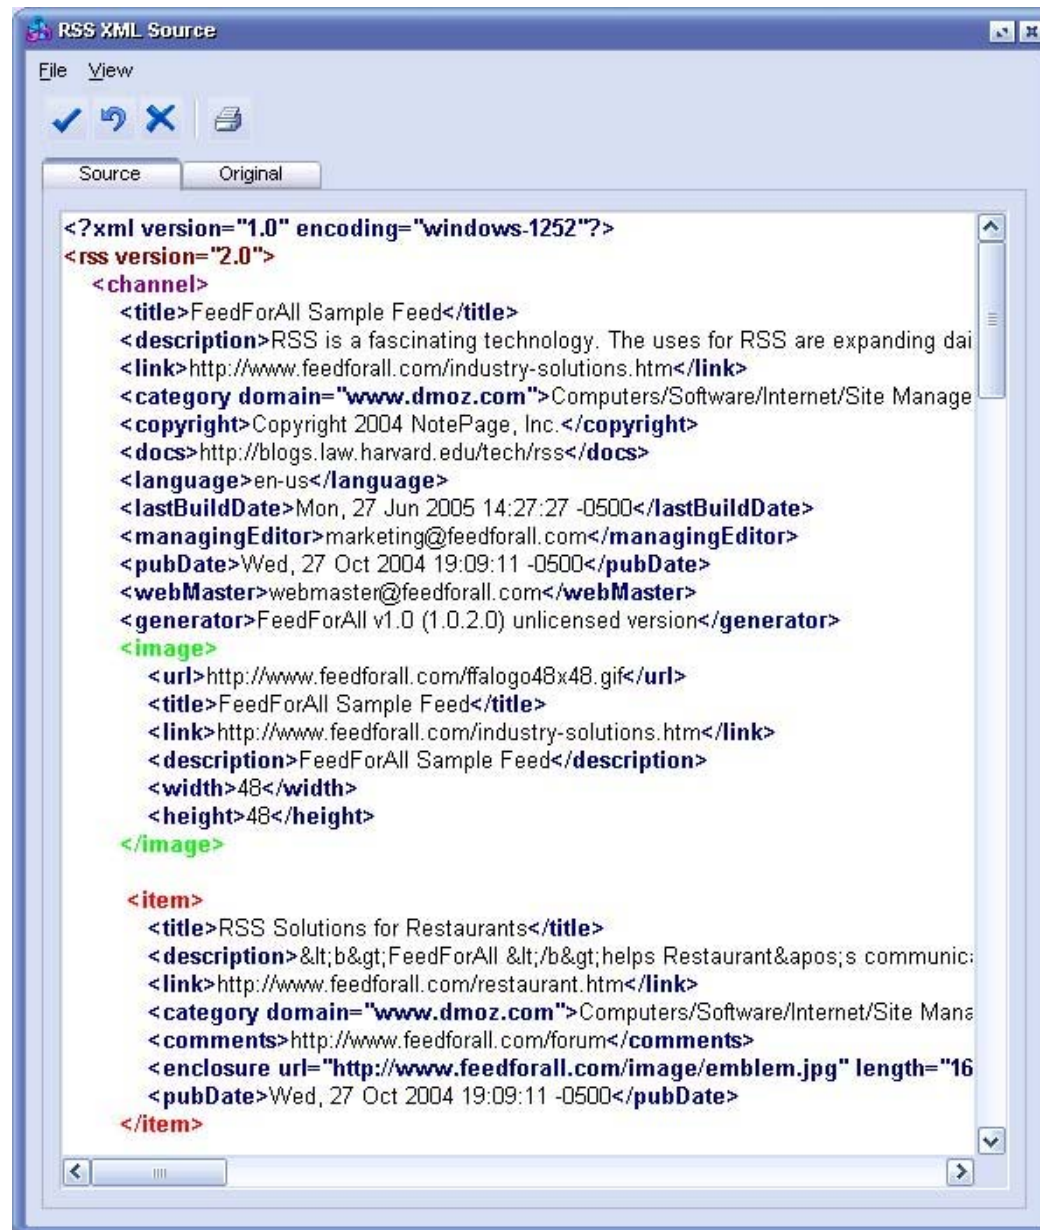 RSS XML Source
File View
Source Original
<?xml version="1.0" encoding="windows-1252"?>
<rss version="2.0">
<channel>
<title>FeedForAll Sample Feed</title>
<description>RSS is a fascinating technology. The uses for RSS are expanding dai
<link>http://www.feedforall.com/industry-solutions.htm</link>
<category domain="www.dmoz.com">Computers/Software/Internet/Site Manage
<copyright>Copyright 2004 NotePage, Inc.</copyright>
<docs>http://blogs.law.harvard.edu/tech/rss</docs>
<language>en-us</language>
<lastBuildDate>Mon, 27 Jun 2005 14:27:27 -0500</lastBuildDate>
<managingEditor>marketing@feedforall.com</managingEditor>
<pubDate>Wed, 27 Oct 2004 19:09:11 -0500</pubDate>
<webMaster>webmaster@feedforall.com</webMaster>
<generator>FeedForAll v1.0 (1.0.2.0) unlicensed version</generator>
<image>
<url>http://www.feedforall.com/ffalogo48x48.gif</url>
<title>FeedForAll Sample Feed</title>
<link>http://www.feedforall.com/industry-solutions.htm</link>
<description>FeedForAll Sample Feed</description>
<width>48</width>
<height>48</height>
</image>
<item>
<title>RSS Solutions for Restaurants</title>
<description>&lt;b&gt;FeedForAll &lt;/b&gt;helps Restaurant&apos;s communic
<link>http://www.feedforall.com/restaurant.htm</link>
<category domain="www.dmoz.com">Computers/Software/Internet/Site Mana
<comments>http://www.feedforall.com/forum</comments>
<enclosure url="http://www.feedforall.com/image/emblem.jpg" length="16
<pubDate>Wed, 27 Oct 2004 19:09:11 -0500</pubDate>
</item>